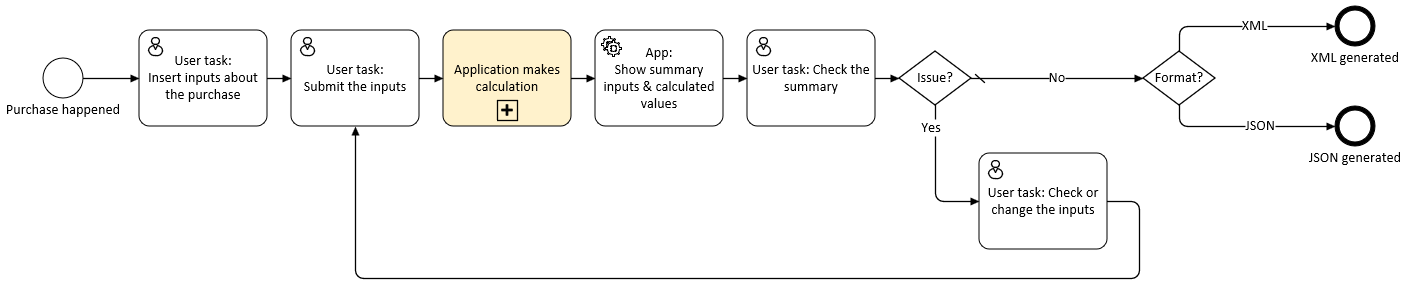 Purchase happened
User task:
Insert inputs about
the purchase
User task:
Submit the inputs
Application makes
calculation
App:
Show summary
inputs & calculated
values
User task: Check the
summary
Issue?
No
Yes
User task: Check or
change the inputs
Format?
XML
XML generated
JSON
JSON generated